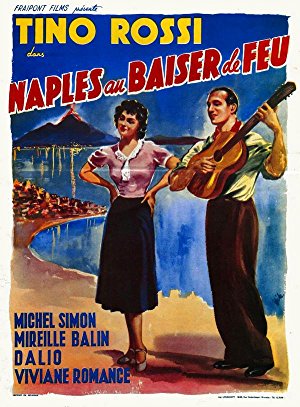 FRAIPONT FILMS présente
TINO ROSSI
dans
NAPLES au BAISER de FEU
MICHEL SIMON
MIREILLE BALIN
DALIO
VIVIANE ROMANCE